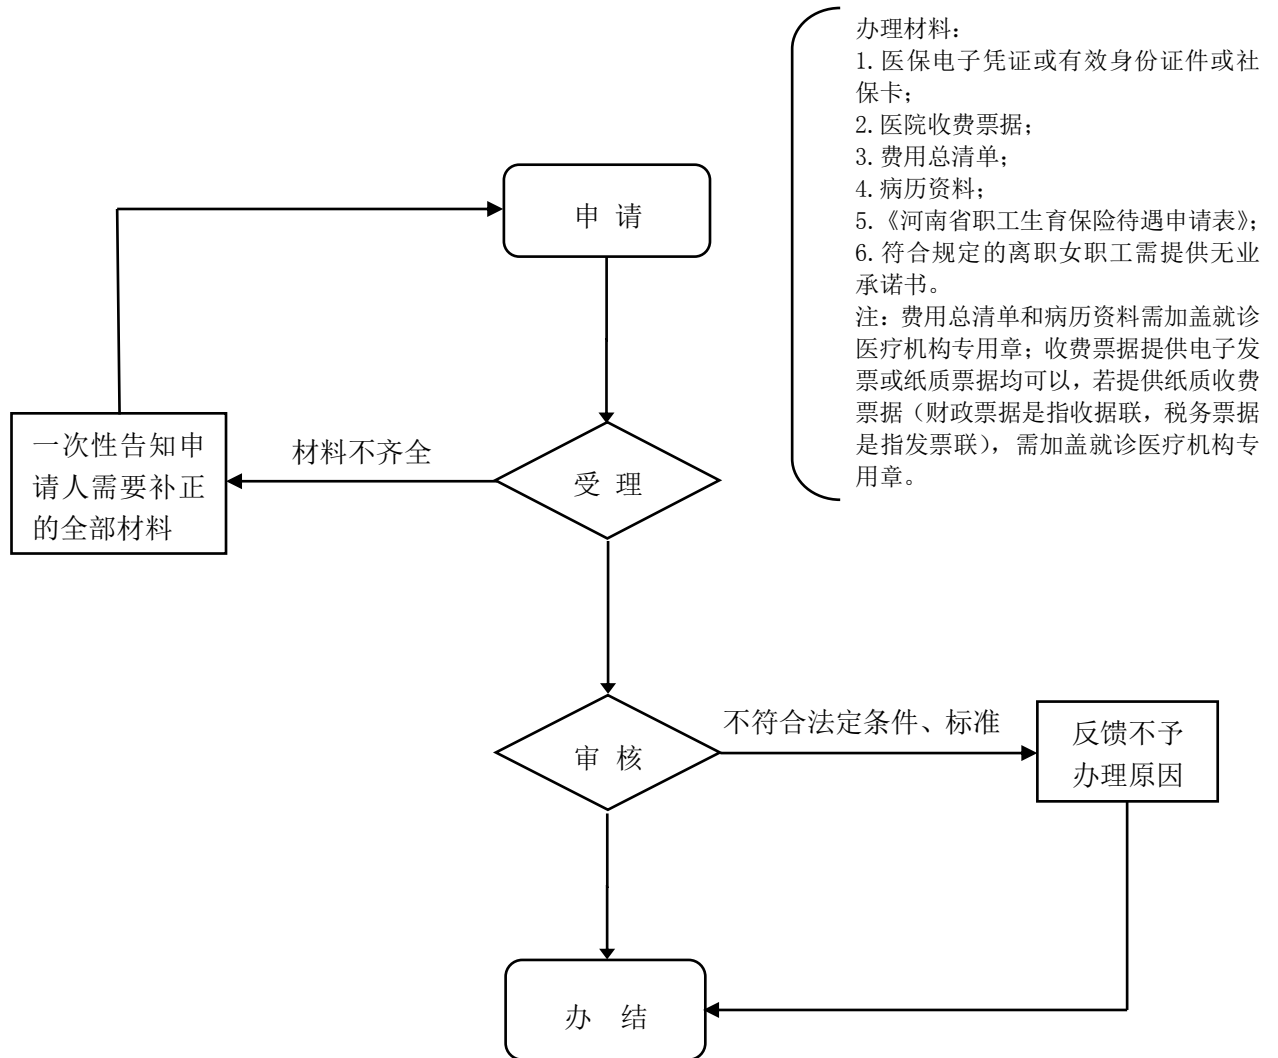 办理材料：
1.医保电子凭证或有效身份证件或社
保卡；
2.医院收费票据；
3.费用总清单；
4.病历资料；
5.《河南省职工生育保险待遇申请表》；
6.符合规定的离职女职工需提供无业
承诺书。
注：费用总清单和病历资料需加盖就诊
医疗机构专用章；收费票据提供电子发
票或纸质票据均可以，若提供纸质收费
票据（财政票据是指收据联，税务票据
是指发票联），需加盖就诊医疗机构专
用章。
申 请
一次性告知申
请人需要补正
的全部材料
材料不齐全
受 理
审 核
不符合法定条件、标准
反馈不予
办理原因
办 结